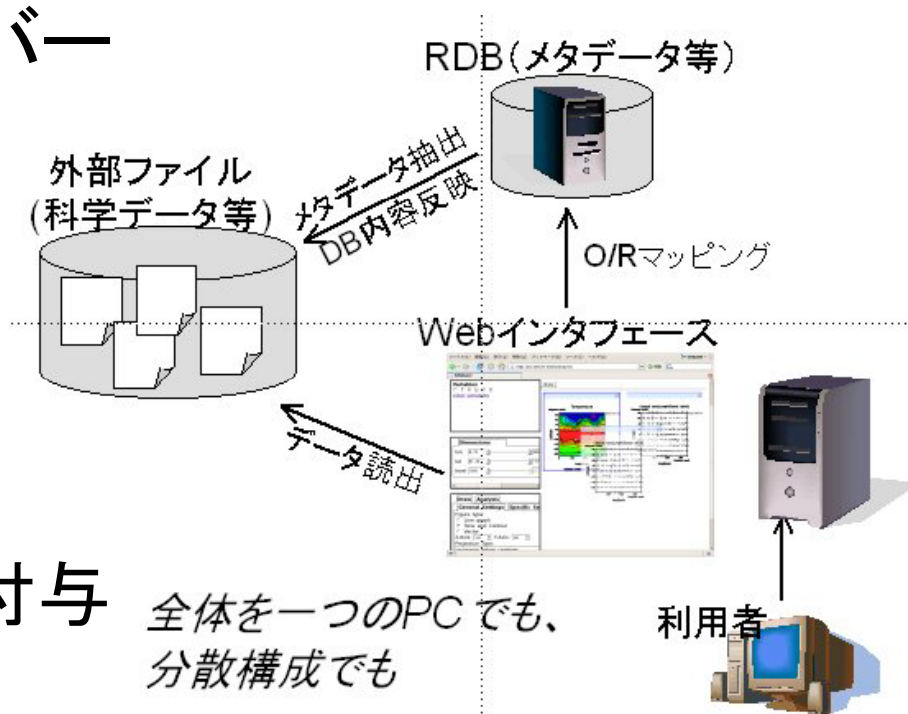 バー
RDB(メタデータ等)
外部ファイル
(科学データ等)
メタデータ抽出
DB内容反映
O/Rマッピング
Webインタフェース
データ読出
利用者
付与
全体を一つのPCでも、
分散構成でも